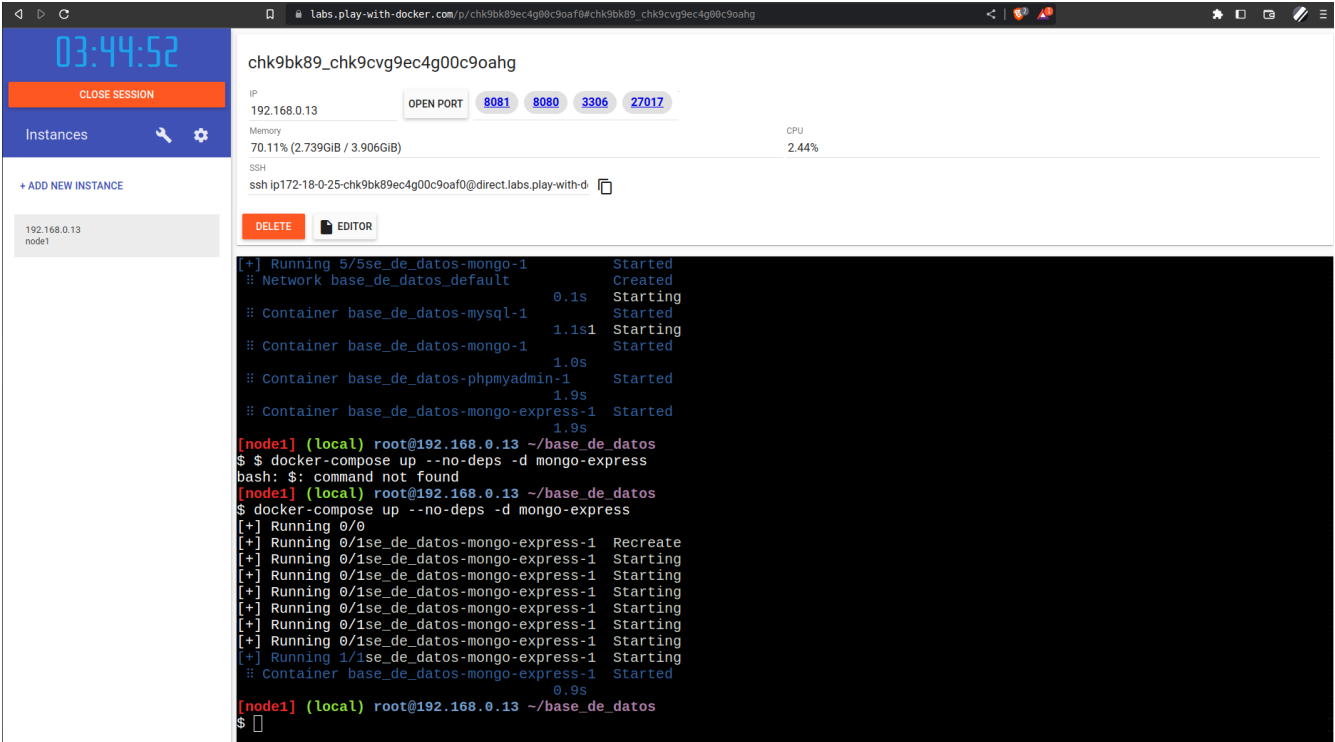 labs.play-with-docker.com/p/chk9bk89ec4g00c9oaf0#chk9bk89_chk9cvg9ec4g00c9oahg
03:44:52
CLOSE SESSION
Instances
+ ADD NEW INSTANCE
192.168.0.13
node1
chk9bk89_chk9cvg9ec4g00c9oahg
IP
192.168.0.13
OPEN PORT
8081 8080 3306 27017
Memory
70.11% (2.739GiB / 3.906GiB)
CPU
2.44%
SSH
ssh ip172-18-0-25-chk9bk89ec4g00c9oaf0@direct.labs.play-with-d
DELETE
EDITOR
[+] Running 5/5se_de_datos-mongo-1 Started
⠿ Network base_de_datos_default Created
0.1s Starting
⠿ Container base_de_datos-mysql-1 Started
1.1s1 Starting
⠿ Container base_de_datos-mongo-1 Started
1.0s
⠿ Container base_de_datos-phpmyadmin-1 Started
1.9s
⠿ Container base_de_datos-mongo-express-1 Started
1.9s
[node1] (local) root@192.168.0.13 ~/base_de_datos
$ $ docker-compose up --no-deps -d mongo-express
bash: $: command not found
[node1] (local) root@192.168.0.13 ~/base_de_datos
$ docker-compose up --no-deps -d mongo-express
[+] Running 0/0
[+] Running 0/1se_de_datos-mongo-express-1 Recreate
[+] Running 0/1se_de_datos-mongo-express-1 Starting
[+] Running 0/1se_de_datos-mongo-express-1 Starting
[+] Running 0/1se_de_datos-mongo-express-1 Starting
[+] Running 0/1se_de_datos-mongo-express-1 Starting
[+] Running 0/1se_de_datos-mongo-express-1 Starting
[+] Running 0/1se_de_datos-mongo-express-1 Starting
[+] Running 1/1se_de_datos-mongo-express-1 Starting
⠿ Container base_de_datos-mongo-express-1 Started
0.9s
[node1] (local) root@192.168.0.13 ~/base_de_datos
$